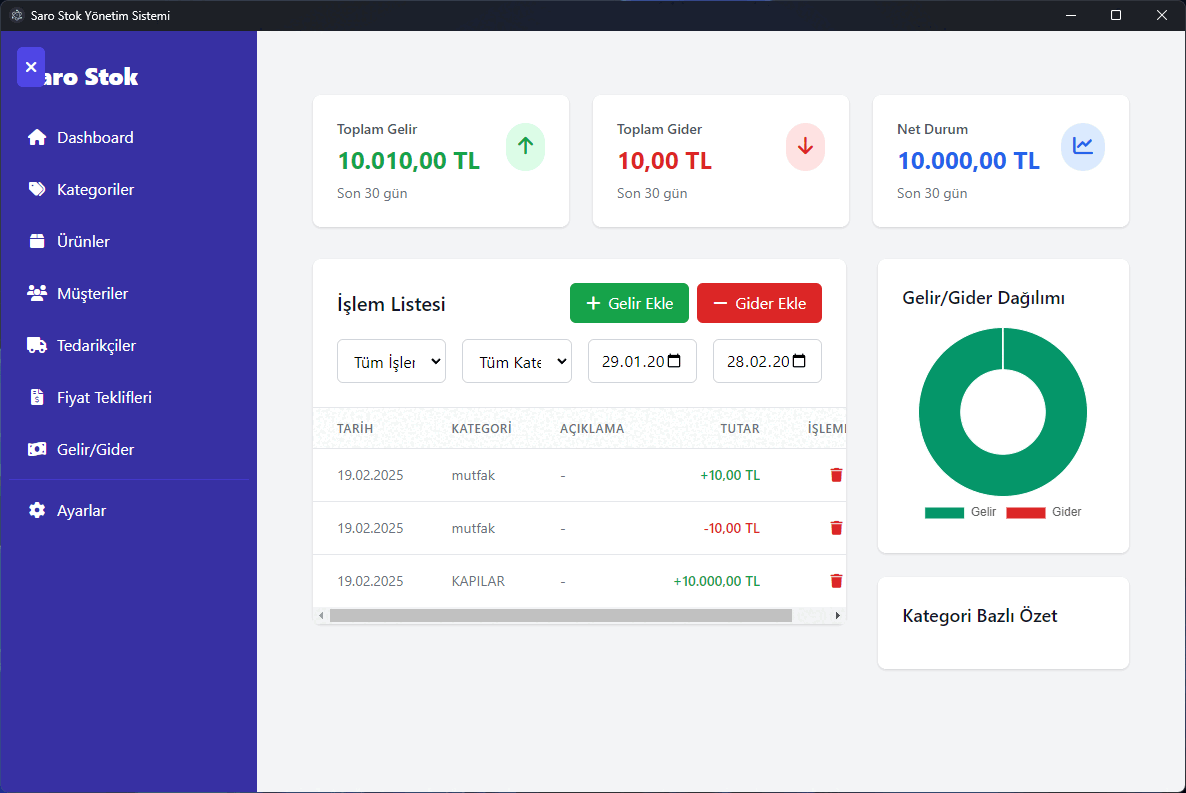 Saro Stok Yönetim Sistemi
aro Stok
Dashboard
Kategoriler
Ürünler
Müşteriler
Tedarikçiler
Fiyat Teklifleri
Gelir/Gider
Ayarlar
Toplam Gelir
10.010,00 TL
Son 30 gün
Toplam Gider
10,00 TL
Son 30 gün
Net Durum
10.000,00 TL
Son 30 gün
İşlem Listesi
+ Gelir Ekle
− Gider Ekle
Tüm İşler
Tüm Kate
29.01.20
28.02.20
TARİH KATEGORİ AÇIKLAMA TUTAR İŞLEM
19.02.2025 mutfak - +10,00 TL
19.02.2025 mutfak - -10,00 TL
19.02.2025 KAPILAR - +10.000,00 TL
Gelir/Gider Dağılımı
Gelir Gider
Kategori Bazlı Özet